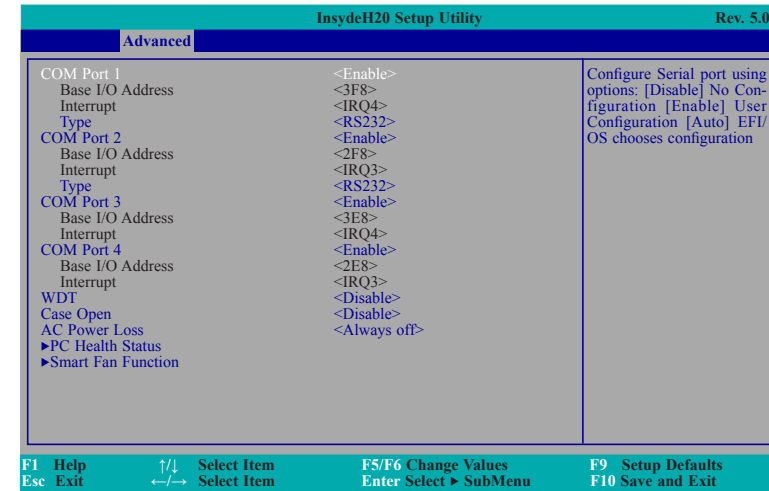 InsydeH20 Setup Utility Rev. 5.0
Advanced
COM Port 1 <Enable>
Base I/O Address <3F8>
Interrupt <IRQ4>
Type <RS232>
COM Port 2 <Enable>
Base I/O Address <2F8>
Interrupt <IRQ3>
Type <RS232>
COM Port 3 <Enable>
Base I/O Address <3E8>
Interrupt <IRQ4>
COM Port 4 <Enable>
Base I/O Address <2E8>
Interrupt <IRQ3>
WDT <Disable>
Case Open <Disable>
AC Power Loss <Always off>
►PC Health Status
►Smart Fan Function
Configure Serial port using
options: [Disable] No Con-
figuration [Enable] User
Configuration [Auto] EFI/
OS chooses configuration
F1 Help ↑/↓ Select Item F5/F6 Change Values F9 Setup Defaults
Esc Exit ←/→ Select Item Enter Select ► SubMenu F10 Save and Exit